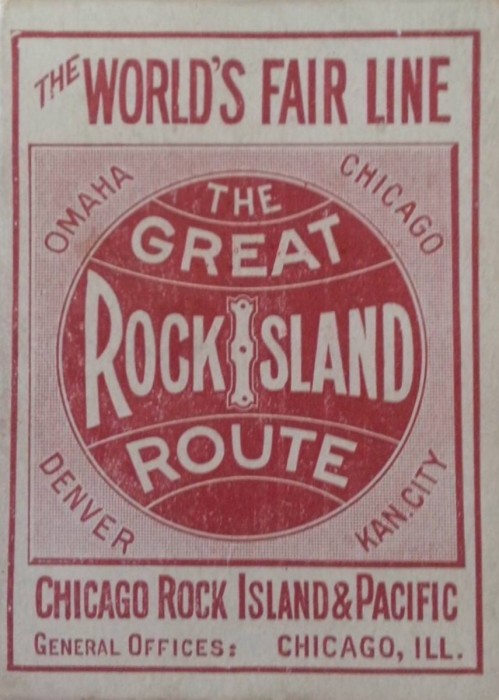 THE WORLD'S FAIR LINE
OMAHA
CHICAGO
THE
GREAT
ROCK ISLAND
ROUTE
DENVER
KAN. CITY
CHICAGO ROCK ISLAND & PACIFIC
GENERAL OFFICES: CHICAGO, ILL.